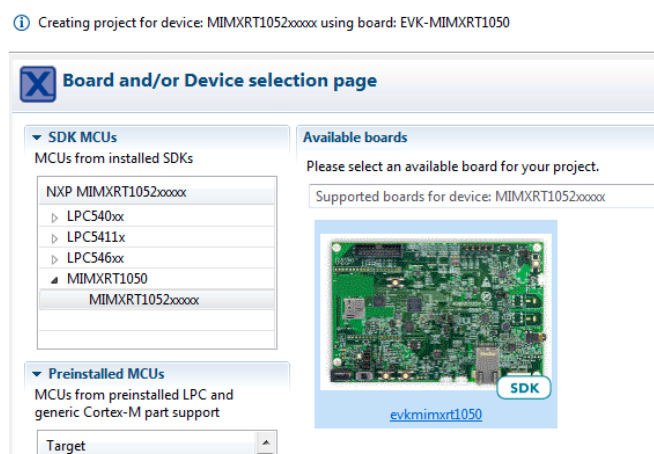 Creating project for device: MIMXRT1052xxxxx using board: EVK-MIMXRT1050
Board and/or Device selection page
SDK MCUs
MCUs from installed SDKs
NXP MIMXRT1052xxxxx
LPC540xx
LPC5411x
LPC546xx
MIMXRT1050
MIMXRT1052xxxxx
Preinstalled MCUs
MCUs from preinstalled LPC and
generic Cortex-M part support
Target
Available boards
Please select an available board for your project.
Supported boards for device: MIMXRT1052xxxxx
SDK
evkmimxrt1050